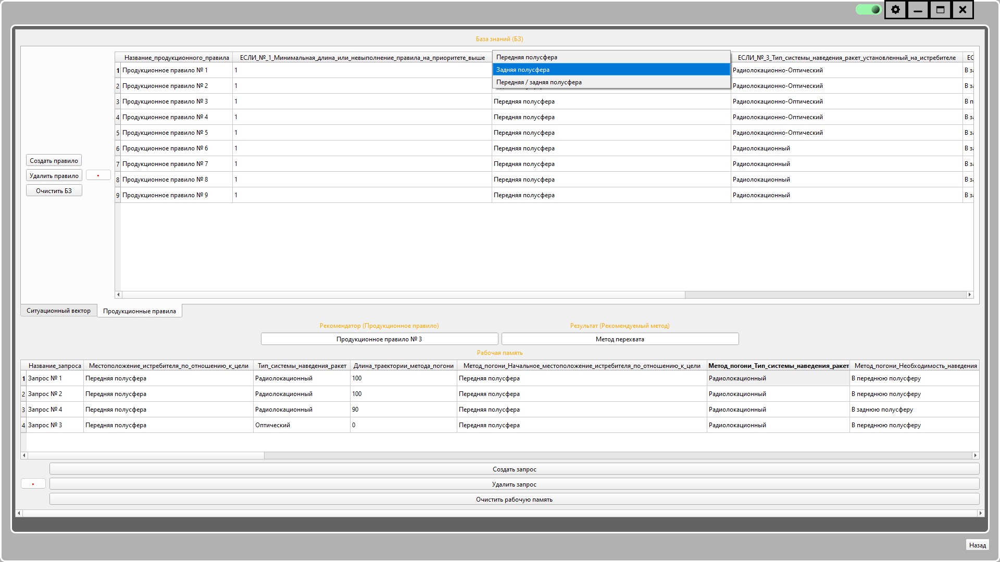 База знаний (БЗ)
Название_продукционного_правила ЕСЛИ_№_1_Минимальная_длина_или_невыполнение_правила_на_приоритете_выше Передняя полусфера ЕСЛИ_№_3_Тип_системы_наведения_ракет_установленный_на_истребителе ЕС
Задняя полусфера
Передняя / задняя полусфера
1 Продукционное правило № 1 1 Радиолокационно-Оптический В за
2 Продукционное правило № 2 1 Радиолокационно-Оптический В за
3 Продукционное правило № 3 1 Передняя полусфера Радиолокационно-Оптический В п
4 Продукционное правило № 4 1 Передняя полусфера Радиолокационно-Оптический В за
5 Продукционное правило № 5 1 Передняя полусфера Радиолокационно-Оптический В за
6 Продукционное правило № 6 1 Передняя полусфера Радиолокационный В за
7 Продукционное правило № 7 1 Передняя полусфера Радиолокационный В за
8 Продукционное правило № 8 1 Передняя полусфера Радиолокационный В за
9 Продукционное правило № 9 1 Передняя полусфера Радиолокационный В за
Создать правило
Удалить правило
Очистить БЗ
Ситуационный вектор Продукционные правила
Рекомендатор (Продукционное правило) Результат (Рекомендуемый метод)
Продукционное правило № 3 Метод перехвата
Рабочая память
Название_запроса Местоположение_истребителя_по_отношению_к_цели Тип_системы_наведения_ракет Длина_траектории_метода_погони Метод_погони_Начальное_местоположение_истребителя_по_отношению_к_цели Метод_погони_Тип_системы_наведения_ракет Метод_погони_Необходимость_наведения
1 Запрос № 1 Передняя полусфера Радиолокационный 100 Передняя полусфера Радиолокационный В переднюю полусферу
2 Запрос № 2 Передняя полусфера Радиолокационный 100 Передняя полусфера Радиолокационный В переднюю полусферу
3 Запрос № 4 Передняя полусфера Радиолокационный 90 Передняя полусфера Радиолокационный В заднюю полусферу
4 Запрос № 3 Передняя полусфера Оптический 0 Передняя полусфера Радиолокационный В переднюю полусферу
Создать запрос
Удалить запрос
Очистить рабочую память
Назад